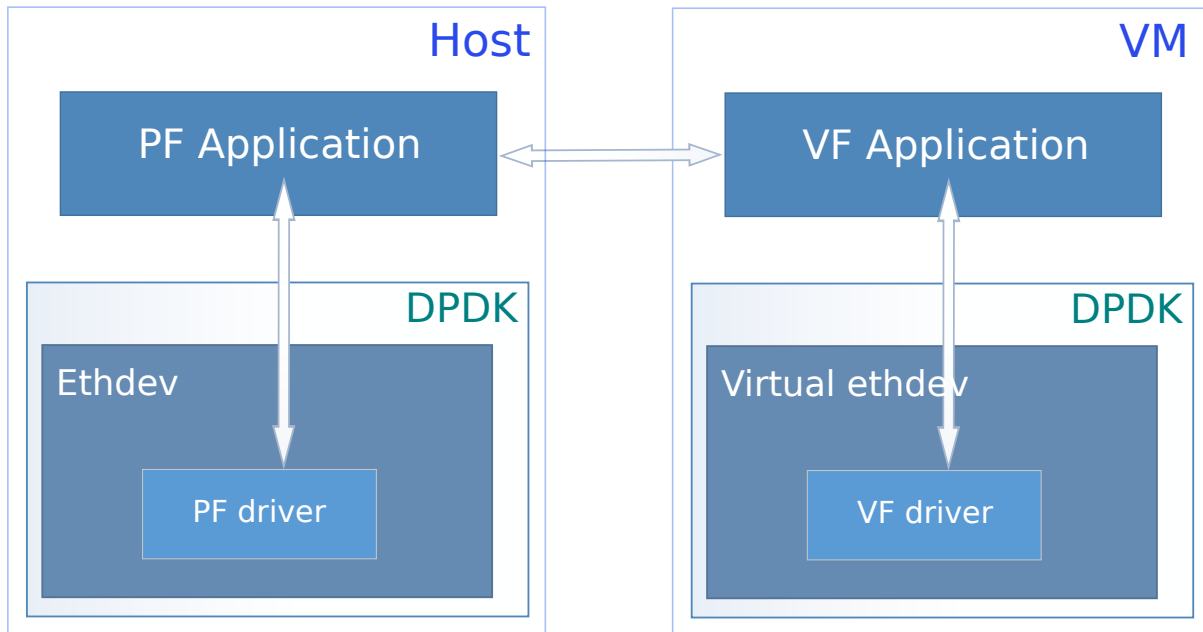 Host
PF Application
DPDK
Ethdev
PF driver
VM
VF Application
DPDK
Virtual ethdev
VF driver